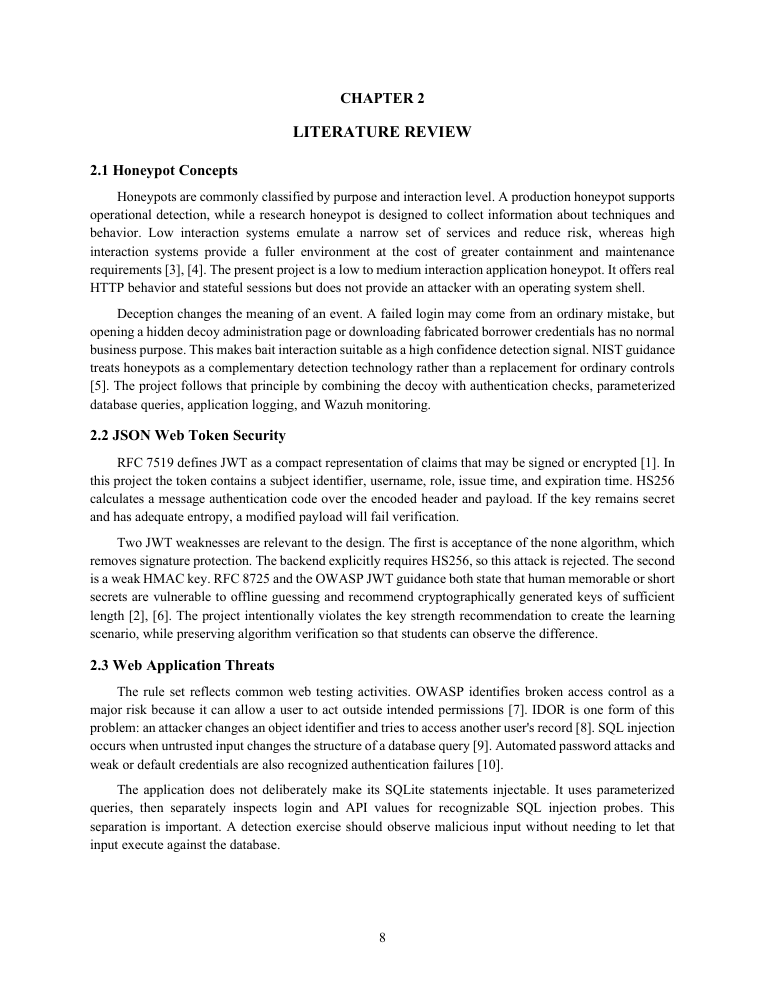 CHAPTER 2
LITERATURE REVIEW
2.1 Honeypot Concepts
Honeypots are commonly classified by purpose and interaction level. A production honeypot supports
operational detection, while a research honeypot is designed to collect information about techniques and
behavior. Low interaction systems emulate a narrow set of services and reduce risk, whereas high
interaction systems provide a fuller environment at the cost of greater containment and maintenance
requirements [3], [4]. The present project is a low to medium interaction application honeypot. It offers real
HTTP behavior and stateful sessions but does not provide an attacker with an operating system shell.
Deception changes the meaning of an event. A failed login may come from an ordinary mistake, but
opening a hidden decoy administration page or downloading fabricated borrower credentials has no normal
business purpose. This makes bait interaction suitable as a high confidence detection signal. NIST guidance
treats honeypots as a complementary detection technology rather than a replacement for ordinary controls
[5]. The project follows that principle by combining the decoy with authentication checks, parameterized
database queries, application logging, and Wazuh monitoring.
2.2 JSON Web Token Security
RFC 7519 defines JWT as a compact representation of claims that may be signed or encrypted [1]. In
this project the token contains a subject identifier, username, role, issue time, and expiration time. HS256
calculates a message authentication code over the encoded header and payload. If the key remains secret
and has adequate entropy, a modified payload will fail verification.
Two JWT weaknesses are relevant to the design. The first is acceptance of the none algorithm, which
removes signature protection. The backend explicitly requires HS256, so this attack is rejected. The second
is a weak HMAC key. RFC 8725 and the OWASP JWT guidance both state that human memorable or short
secrets are vulnerable to offline guessing and recommend cryptographically generated keys of sufficient
length [2], [6]. The project intentionally violates the key strength recommendation to create the learning
scenario, while preserving algorithm verification so that students can observe the difference.
2.3 Web Application Threats
The rule set reflects common web testing activities. OWASP identifies broken access control as a
major risk because it can allow a user to act outside intended permissions [7]. IDOR is one form of this
problem: an attacker changes an object identifier and tries to access another user's record [8]. SQL injection
occurs when untrusted input changes the structure of a database query [9]. Automated password attacks and
weak or default credentials are also recognized authentication failures [10].
The application does not deliberately make its SQLite statements injectable. It uses parameterized
queries, then separately inspects login and API values for recognizable SQL injection probes. This
separation is important. A detection exercise should observe malicious input without needing to let that
input execute against the database.
8